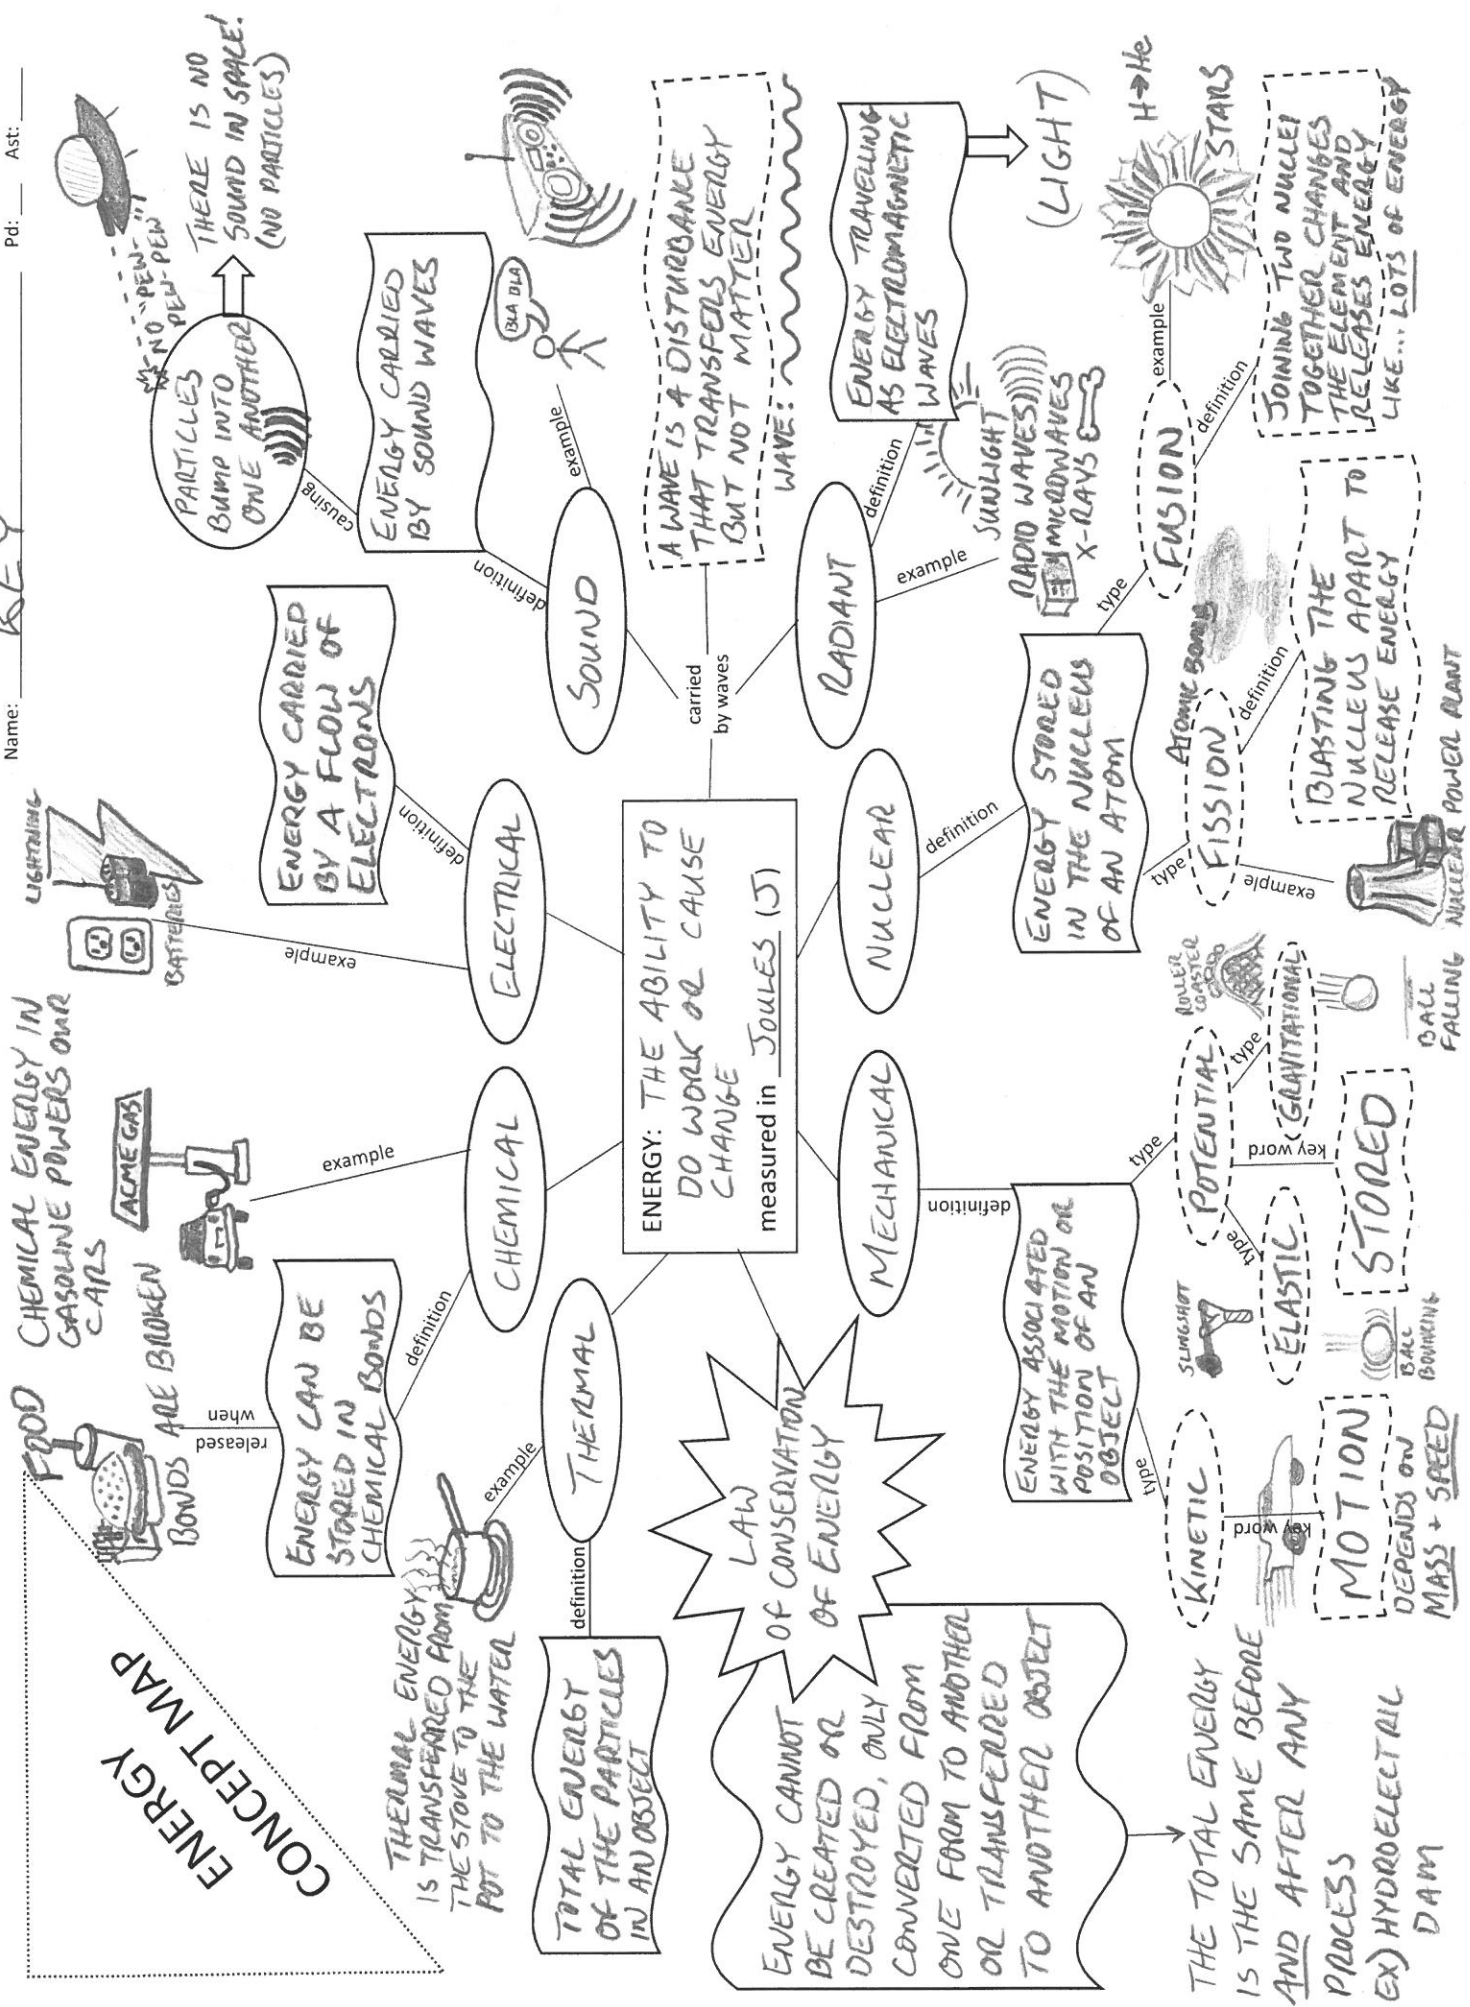 Name: KEY Pd: Ast:
ENERGY
CONCEPT MAP
FOOD
BONDS ARE BROKEN
released when
ENERGY CAN BE
STORED IN
CHEMICAL BONDS
definition
CHEMICAL ENERGY IN
GASOLINE POWERS OUR
CARS
ACME GAS
example
CHEMICAL
LIGHTNING
BATTERIES
example
ELECTRICAL
definition
ENERGY CARRIED
BY A FLOW OF
ELECTRONS
NO "PEW-
PEW-PEW"!
PARTICLES
BUMP INTO
ONE ANOTHER
THERE IS NO
SOUND IN SPACE!
(NO PARTICLES)
causing
ENERGY CARRIED
BY SOUND WAVES
definition
SOUND
example
BLA BLA
THERMAL ENERGY
IS TRANSFERRED FROM
THE STOVE TO THE
POT TO THE WATER
example
THERMAL
definition
TOTAL ENERGY
OF THE PARTICLES
IN AN OBJECT
ENERGY: THE ABILITY TO
DO WORK OR CAUSE
CHANGE
measured in JOULES (J)
carried
by waves
A WAVE IS A DISTURBANCE
THAT TRANSFERS ENERGY
BUT NOT MATTER
WAVE:
LAW
OF CONSERVATION
OF ENERGY
ENERGY CANNOT
BE CREATED OR
DESTROYED, ONLY
CONVERTED FROM
ONE FORM TO ANOTHER
OR TRANSFERRED
TO ANOTHER OBJECT
THE TOTAL ENERGY
IS THE SAME BEFORE
AND AFTER ANY
PROCESS
EX) HYDROELECTRIC
DAM
MECHANICAL
definition
ENERGY ASSOCIATED
WITH THE MOTION OR
POSITION OF AN
OBJECT
type
KINETIC
key word
MOTION
DEPENDS ON
MASS + SPEED
type
POTENTIAL
type
ELASTIC
SLINGSHOT
BALL
BOUNCING
key word
STORED
type
GRAVITATIONAL
ROLLER
COASTER
BALL
FALLING
NUCLEAR
definition
ENERGY STORED
IN THE NUCLEUS
OF AN ATOM
type
FISSION
ATOMIC BOMB
example
NUCLEAR POWER PLANT
definition
BLASTING THE
NUCLEUS APART TO
RELEASE ENERGY
type
FUSION
example
H→He
STARS
definition
JOINING TWO NUCLEI
TOGETHER CHANGES
THE ELEMENT AND
RELEASES ENERGY
LIKE... LOTS OF ENERGY
RADIANT
definition
ENERGY TRAVELLING
AS ELECTROMAGNETIC
WAVES
(LIGHT)
example
SUNLIGHT
RADIO WAVES
MICROWAVES
X-RAYS